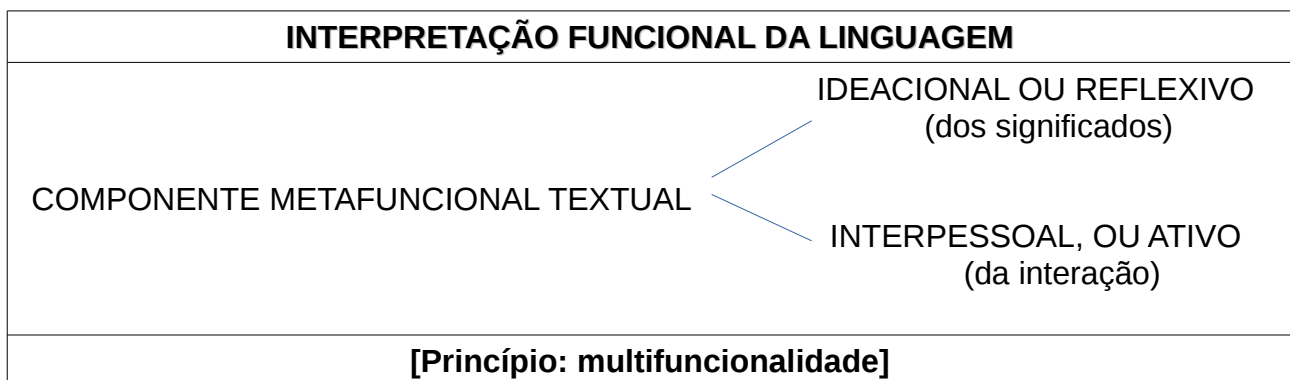 INTERPRETAÇÃO FUNCIONAL DA LINGUAGEM
IDEACIONAL OU REFLEXIVO
(dos significados)
COMPONENTE METAFUNCIONAL TEXTUAL
INTERPESSOAL, OU ATIVO
(da interação)
[Princípio: multifuncionalidade]